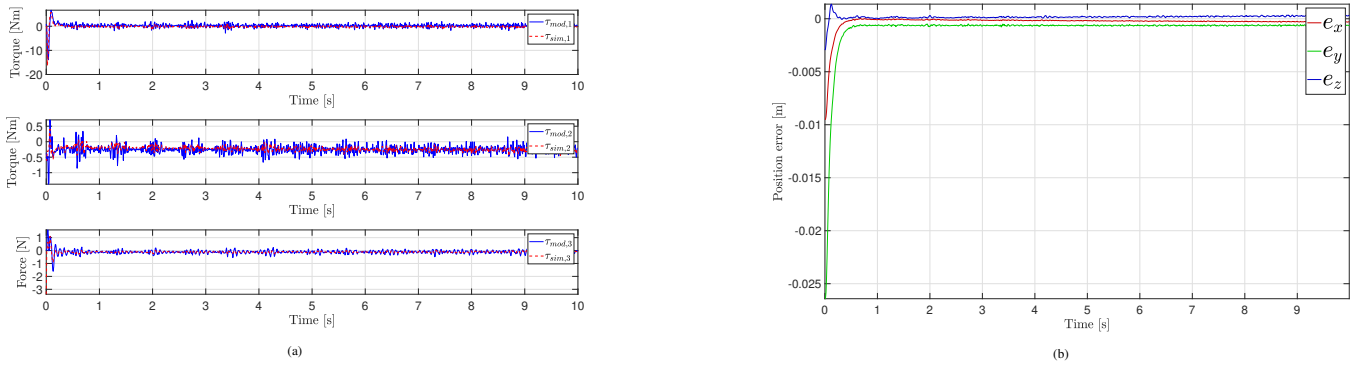 Torque [Nm]
0
-10
-20
τmod,1
τsim,1
0 1 2 3 4 5 6 7 8 9 10
Time [s]
Torque [Nm]
0.5
0
-0.5
-1
τmod,2
τsim,2
0 1 2 3 4 5 6 7 8 9 10
Time [s]
Force [N]
1
0
-1
-2
-3
τmod,3
τsim,3
0 1 2 3 4 5 6 7 8 9 10
Time [s]
(a)
Position error [m]
0
-0.005
-0.01
-0.015
-0.02
-0.025
ex
ey
ez
0 1 2 3 4 5 6 7 8 9
Time [s]
(b)